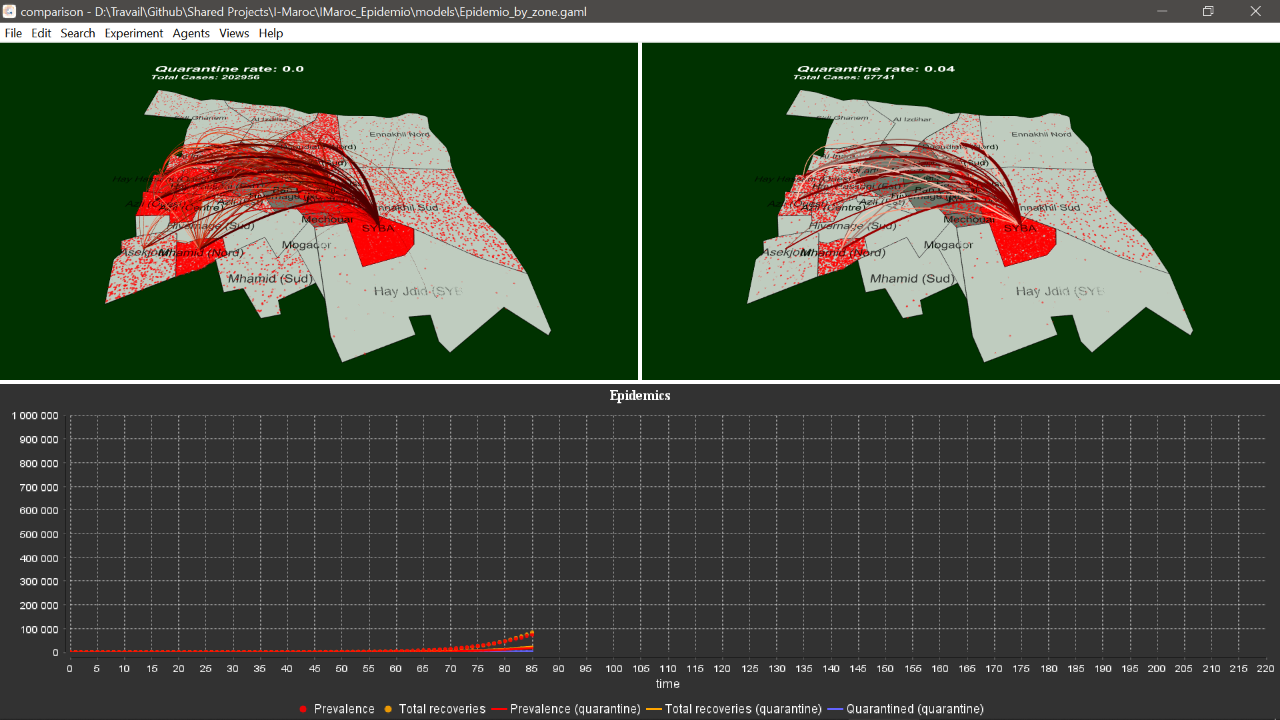 comparison - D:\Travail\Github\Shared Projects\I-Maroc\IMaroc_Epidemio\models\Epidemio_by_zone.gaml
File Edit Search Experiment Agents Views Help
Quarantine rate: 0.0
Total Cases: 202956
Sidi Ghanem
Al Izdihar
Ennakhil Nord
Ennakhil Sud
Azli (Centre)
Hivernage (Sud)
Mechouar
SYBA
Asekjour
Mhamid (Nord)
Mogador
Mhamid (Sud)
Hay Jdid (SYB
Quarantine rate: 0.04
Total Cases: 67741
Al Izdihar
Ennakhil Nord
Ennakhil Sud
Hivernage (Sud)
Mechouar
SYBA
Mhamid (Nord)
Mogador
Mhamid (Sud)
Hay Jdid (SYB
Epidemics
1 000 000
900 000
800 000
700 000
600 000
500 000
400 000
300 000
200 000
100 000
0
0 5 10 15 20 25 30 35 40 45 50 55 60 65 70 75 80 85 90 95 100 105 110 115 120 125 130 135 140 145 150 155 160 165 170 175 180 185 190 195 200 205 210 215 220
time
Prevalence Total recoveries Prevalence (quarantine) Total recoveries (quarantine) Quarantined (quarantine)